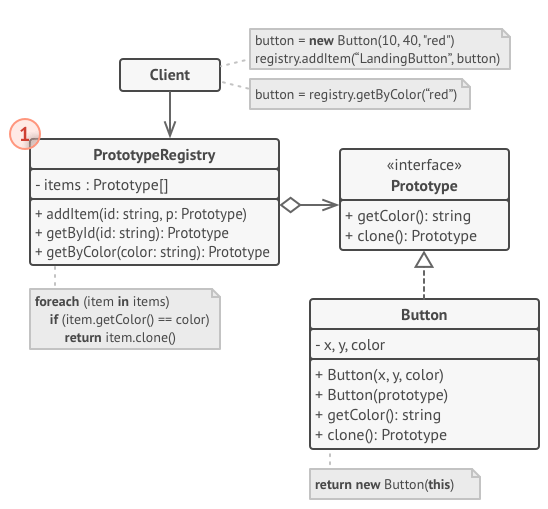 button = new Button(10, 40, "red")
registry.addItem(“LandingButton”, button)
Client
button = registry.getByColor(“red”)
1
PrototypeRegistry
- items : Prototype[]
+ addItem(id: string, p: Prototype)
+ getById(id: string): Prototype
+ getByColor(color: string): Prototype
«interface»
Prototype
+ getColor(): string
+ clone(): Prototype
foreach (item in items)
if (item.getColor() == color)
return item.clone()
Button
- x, y, color
+ Button(x, y, color)
+ Button(prototype)
+ getColor(): string
+ clone(): Prototype
return new Button(this)